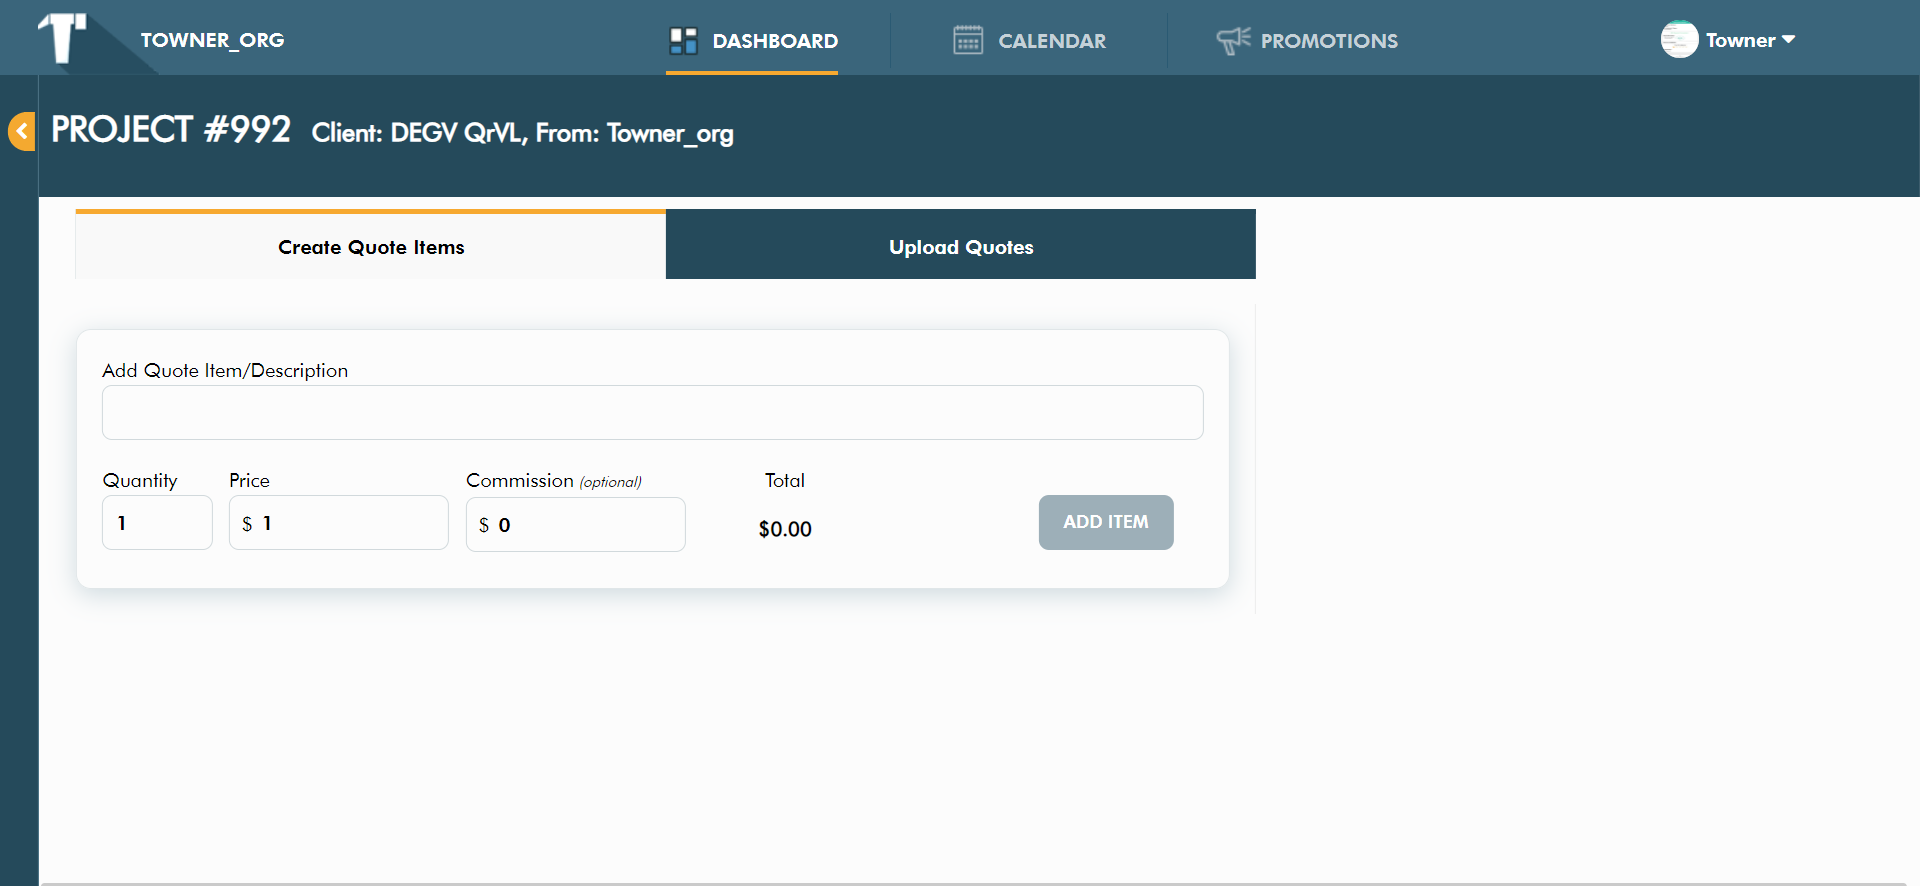 TOWNER_ORG
DASHBOARD
CALENDAR
PROMOTIONS
Towner
PROJECT #992 Client: DEGV QrVL, From: Towner_org
Create Quote Items
Upload Quotes
Add Quote Item/Description
Quantity
Price
Commission (optional)
Total
1
$ 1
$ 0
$0.00
ADD ITEM